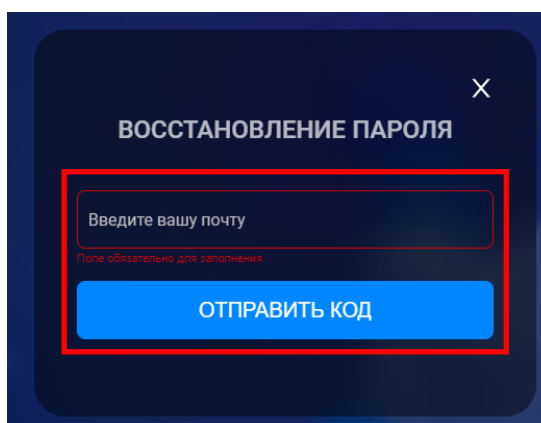 X
ВОССТАНОВЛЕНИЕ ПАРОЛЯ
Введите вашу почту
Поле обязательно для заполнения
ОТПРАВИТЬ КОД